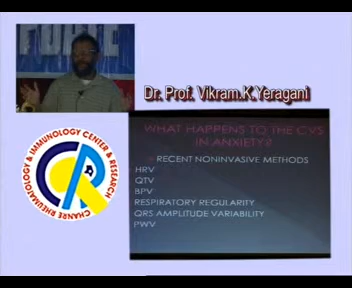 FORTE
Dr. Prof. Vikram.K.Yeragani
CHANRE RHEUMATOLOGY & IMMUNOLOGY CENTER & RESEARCH
WHAT HAPPENS TO THE CVS
IN ANXIETY?
RECENT NONINVASIVE METHODS
HRV
QTV
BPV
RESPIRATORY REGULARITY
QRS AMPLITUDE VARIABILITY
PWV